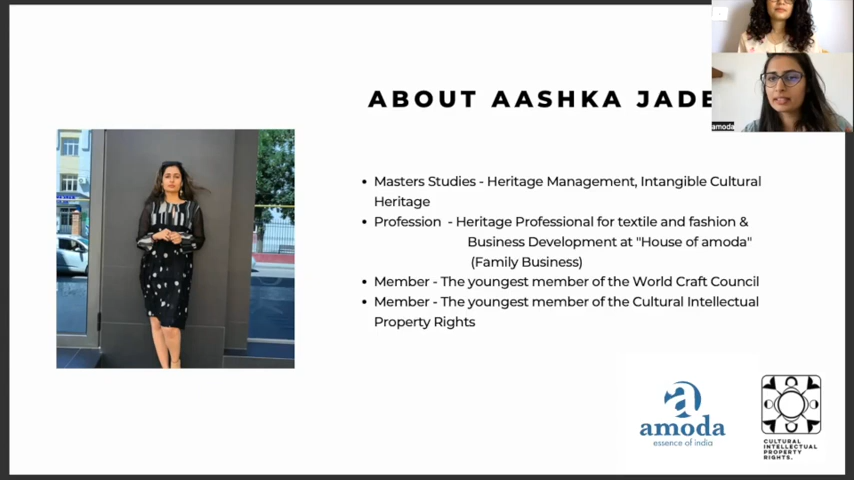 ABOUT AASHKA
amoda
• Masters Studies - Heritage Management, Intangible Cultural
Heritage
• Profession - Heritage Professional for textile and fashion &
Business Development at "House of amoda"
(Family Business)
• Member - The youngest member of the World Craft Council
• Member - The youngest member of the Cultural Intellectual
Property Rights
amoda
essence of india
CULTURAL
INTELLECTUAL
PROPERTY
RIGHTS.